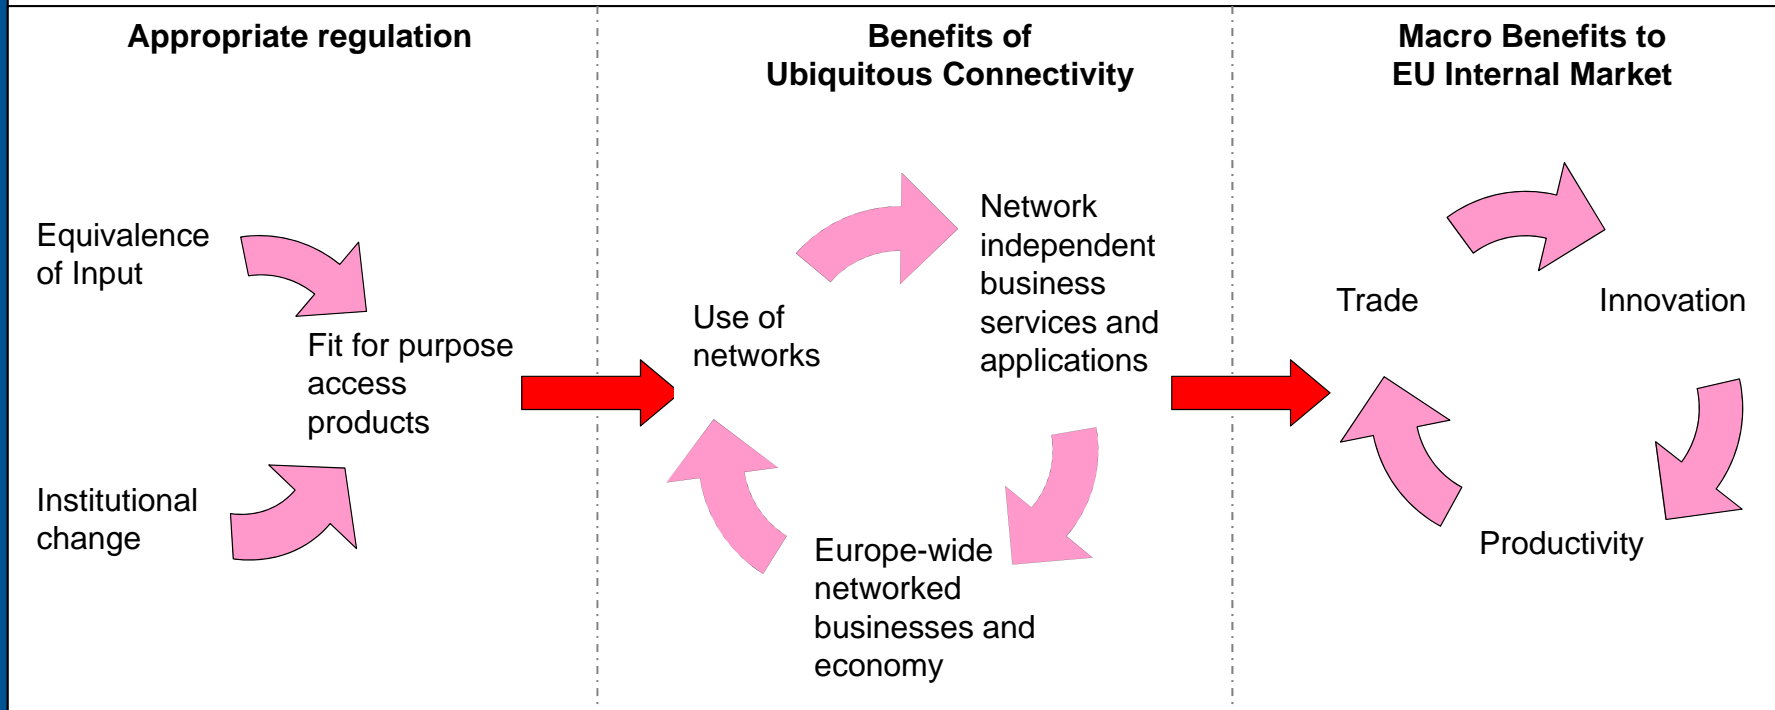 Appropriate regulation
Benefits of
Ubiquitous Connectivity
Macro Benefits to
EU Internal Market
Equivalence
of Input
Fit for purpose
access
products
Institutional
change
Use of
networks
Network
independent
business
services and
applications
Europe-wide
networked
businesses and
economy
Trade
Innovation
Productivity